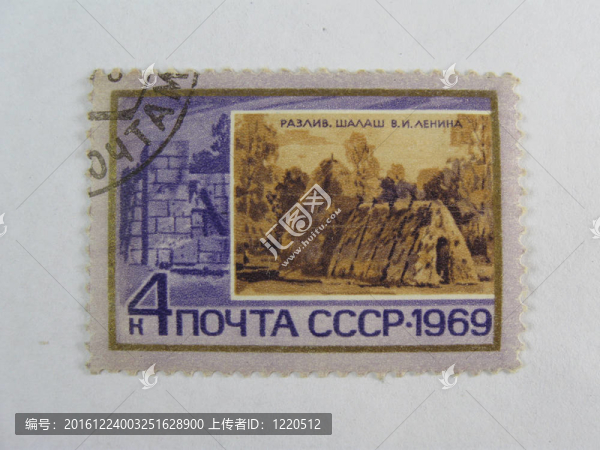 ПОЧТАМ
РАЗЛИВ. ШАЛАШ В.И. ЛЕНИНА
汇图网
www.huitu.com
4
К ПОЧТА СССР·1969
编号：20161224003251628900 上传者ID：1220512